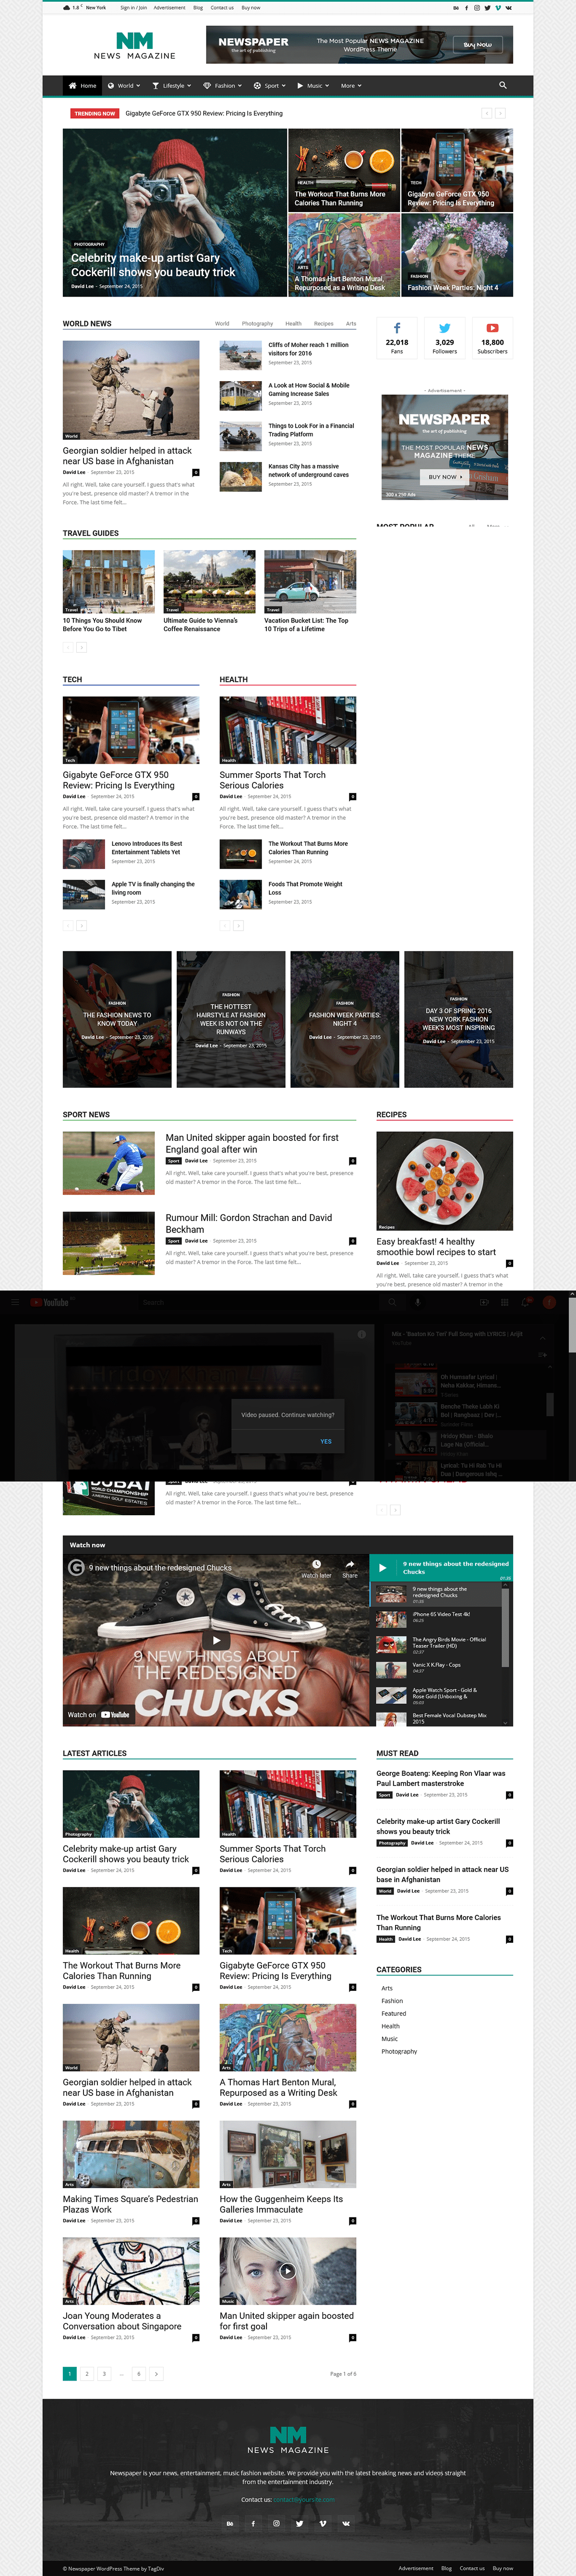 1.8 C New York Sign in / Join Advertisement Blog Contact us Buy now
NM
NEWS MAGAZINE
NEWSPAPER
the art of publishing
The Most Popular NEWS MAGAZINE
WordPress Theme
Buy Now
Home World Lifestyle Fashion Sport Music More
TRENDING NOW Gigabyte GeForce GTX 950 Review: Pricing Is Everything
PHOTOGRAPHY
Celebrity make-up artist Gary
Cockerill shows you beauty trick
David Lee - September 24, 2015
HEALTH
The Workout That Burns More
Calories Than Running
TECH
Gigabyte GeForce GTX 950
Review: Pricing Is Everything
ARTS
A Thomas Hart Benton Mural,
Repurposed as a Writing Desk
FASHION
Fashion Week Parties: Night 4
WORLD NEWS World Photography Health Recipes Arts
World
Georgian soldier helped in attack
near US base in Afghanistan
David Lee - September 23, 2015 0
All right. Well, take care yourself. I guess that's what
you're best, presence old master? A tremor in the
Force. The last time felt...
Cliffs of Moher reach 1 million
visitors for 2016
September 23, 2015
A Look at How Social & Mobile
Gaming Increase Sales
September 23, 2015
Things to Look For in a Financial
Trading Platform
September 23, 2015
Kansas City has a massive
network of underground caves
September 23, 2015
22,018 3,029 18,800
Fans Followers Subscribers
- Advertisement -
NEWSPAPER
the art of publishing
THE MOST POPULAR NEWS
MAGAZINE THEME
BUY NOW
300 x 250 Ads
TRAVEL GUIDES
Travel
10 Things You Should Know
Before You Go to Tibet
Travel
Ultimate Guide to Vienna's
Coffee Renaissance
Travel
Vacation Bucket List: The Top
10 Trips of a Lifetime
TECH
Tech
Gigabyte GeForce GTX 950
Review: Pricing Is Everything
David Lee - September 24, 2015 0
All right. Well, take care yourself. I guess that's what
you're best, presence old master? A tremor in the
Force. The last time felt...
Lenovo Introduces Its Best
Entertainment Tablets Yet
September 23, 2015
Apple TV is finally changing the
living room
September 23, 2015
HEALTH
Health
Summer Sports That Torch
Serious Calories
David Lee - September 24, 2015 0
All right. Well, take care yourself. I guess that's what
you're best, presence old master? A tremor in the
Force. The last time felt...
The Workout That Burns More
Calories Than Running
September 24, 2015
Foods That Promote Weight
Loss
September 23, 2015
FASHION
THE FASHION NEWS TO
KNOW TODAY
David Lee - September 23, 2015
FASHION
THE HOTTEST
HAIRSTYLE AT FASHION
WEEK IS NOT ON THE
RUNWAYS
David Lee - September 23, 2015
FASHION
FASHION WEEK PARTIES:
NIGHT 4
David Lee - September 23, 2015
FASHION
DAY 3 OF SPRING 2016
NEW YORK FASHION
WEEK'S MOST INSPIRING
David Lee - September 23, 2015
SPORT NEWS
Man United skipper again boosted for first
England goal after win
Sport David Lee - September 23, 2015 0
All right. Well, take care yourself. I guess that's what you're best, presence
old master? A tremor in the Force. The last time felt...
Rumour Mill: Gordon Strachan and David
Beckham
Sport David Lee - September 23, 2015 0
All right. Well, take care yourself. I guess that's what you're best, presence
old master? A tremor in the Force. The last time felt...
RECIPES
Recipes
Easy breakfast! 4 healthy
smoothie bowl recipes to start
David Lee - September 23, 2015 0
All right. Well, take care yourself. I guess that's what
you're best, presence old master? A tremor in the
YouTube
Search
Video paused. Continue watching?
YES
DUBAI
WORLD CHAMPIONSHIP
JUMEIRAH GOLF ESTATES
All right. Well, take care yourself. I guess that's what you're best, presence
old master? A tremor in the Force. The last time felt...
Watch now
9 new things about the redesigned Chucks
Watch later Share
9 NEW THINGS ABOUT
THE REDESIGNED
CHUCKS
Watch on YouTube
9 new things about the redesigned
Chucks
01:35
9 new things about the
redesigned Chucks
01:35
iPhone 6S Video Test 4k!
The Angry Birds Movie - Official
Teaser Trailer (HD)
02:37
Vanic X K.Flay - Cops
04:37
Apple Watch Sport - Gold &
Rose Gold (Unboxing &
Best Female Vocal Dubstep Mix
2015
LATEST ARTICLES
Photography
Celebrity make-up artist Gary
Cockerill shows you beauty trick
David Lee - September 24, 2015 0
Health
Summer Sports That Torch
Serious Calories
David Lee - September 24, 2015 0
Health
The Workout That Burns More
Calories Than Running
David Lee - September 24, 2015 0
Tech
Gigabyte GeForce GTX 950
Review: Pricing Is Everything
David Lee - September 24, 2015 0
World
Georgian soldier helped in attack
near US base in Afghanistan
David Lee - September 23, 2015 0
Arts
A Thomas Hart Benton Mural,
Repurposed as a Writing Desk
David Lee - September 23, 2015 0
Arts
Making Times Square's Pedestrian
Plazas Work
David Lee - September 23, 2015 0
Arts
How the Guggenheim Keeps Its
Galleries Immaculate
David Lee - September 23, 2015 0
Arts
Joan Young Moderates a
Conversation about Singapore
David Lee - September 23, 2015 0
Music
Man United skipper again boosted
for first goal
David Lee - September 23, 2015 0
1 2 3 ... 6 Page 1 of 6
MUST READ
George Boateng: Keeping Ron Vlaar was
Paul Lambert masterstroke
Sport David Lee - September 23, 2015 0
Celebrity make-up artist Gary Cockerill
shows you beauty trick
Photography David Lee - September 24, 2015 0
Georgian soldier helped in attack near US
base in Afghanistan
World David Lee - September 23, 2015 0
The Workout That Burns More Calories
Than Running
Health David Lee - September 24, 2015 0
CATEGORIES
Arts
Fashion
Featured
Health
Music
Photography
NM
NEWS MAGAZINE
Newspaper is your news, entertainment, music fashion website. We provide you with the latest breaking news and videos straight
from the entertainment industry.
Contact us: contact@yoursite.com
© Newspaper WordPress Theme by TagDiv Advertisement Blog Contact us Buy now